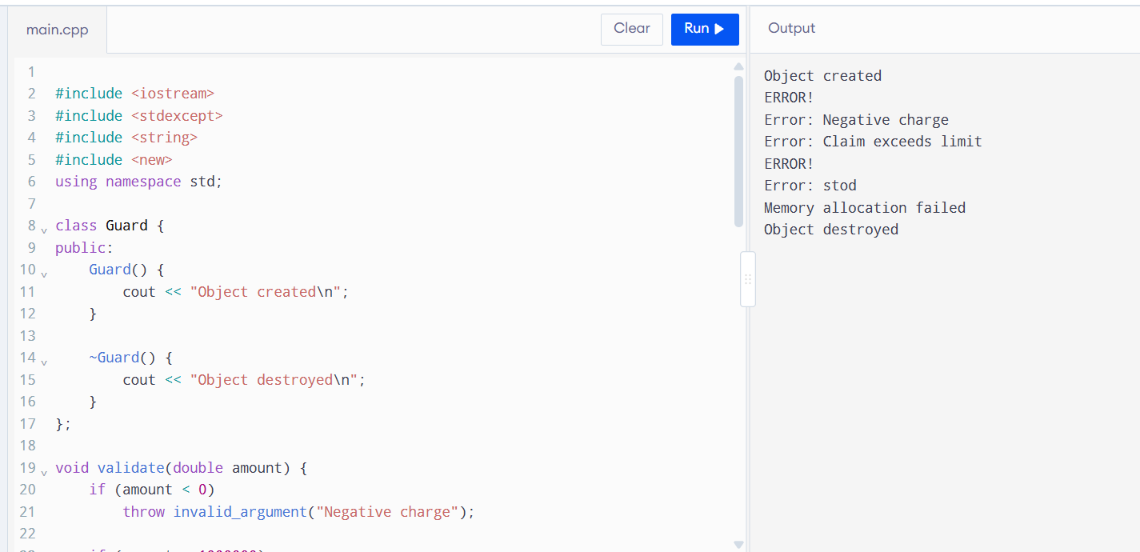 main.cpp
Clear
Run
Output
1
2 #include <iostream>
3 #include <stdexcept>
4 #include <string>
5 #include <new>
6 using namespace std;
7
8 class Guard {
9 public:
10 Guard() {
11 cout << "Object created\n";
12 }
13
14 ~Guard() {
15 cout << "Object destroyed\n";
16 }
17 };
18
19 void validate(double amount) {
20 if (amount < 0)
21 throw invalid_argument("Negative charge");
22
Object created
ERROR!
Error: Negative charge
Error: Claim exceeds limit
ERROR!
Error: stod
Memory allocation failed
Object destroyed